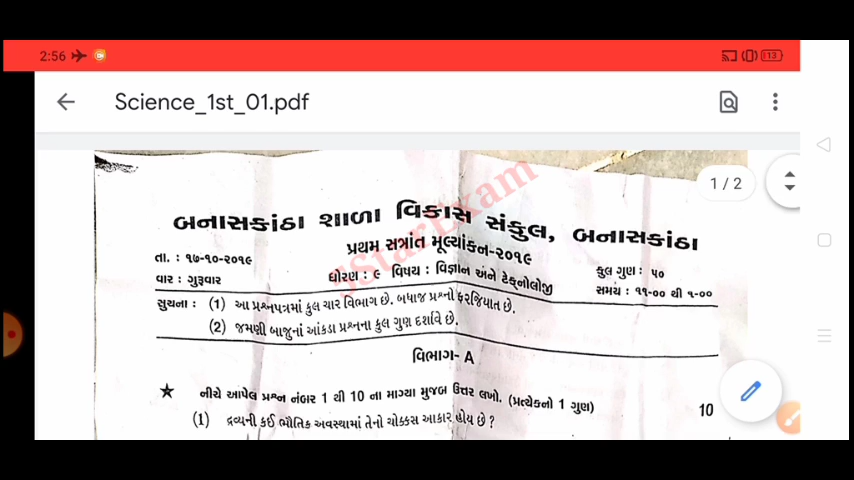 2:56
13
Science_1st_01.pdf
1 / 2
5StarExam
બનાસકાંઠા શાળા વિકાસ સંકુલ, બનાસકાંઠા
પ્રથમ સત્રાંત મૂલ્યાંકન-૨૦૧૯
તા. : ૧૭-૧૦-૨૦૧૯
ધોરણ : ૯ વિષય : વિજ્ઞાન અને ટેકનોલોજી
કુલ ગુણ : ૫૦
વાર : ગુરૂવાર
સમય : ૧૧-૦૦ થી ૧-૦૦
સુચના : (1) આ પ્રશ્નપત્રમાં કુલ ચાર વિભાગ છે. બધાજ પ્રશ્નો ફરજિયાત છે.
(2) જમણી બાજુનાં આંકડા પ્રશ્નના કુલ ગુણ દર્શાવે છે.
વિભાગ- A
★ નીચે આપેલ પ્રશ્ન નંબર 1 થી 10 ના માગ્યા મુજબ ઉત્તર લખો. (પ્રત્યેકનો 1 ગુણ) 10
(1) દ્રવ્યની કઈ ભૌતિક અવસ્થામાં તેનો ચોક્કસ આકાર હોય છે ?